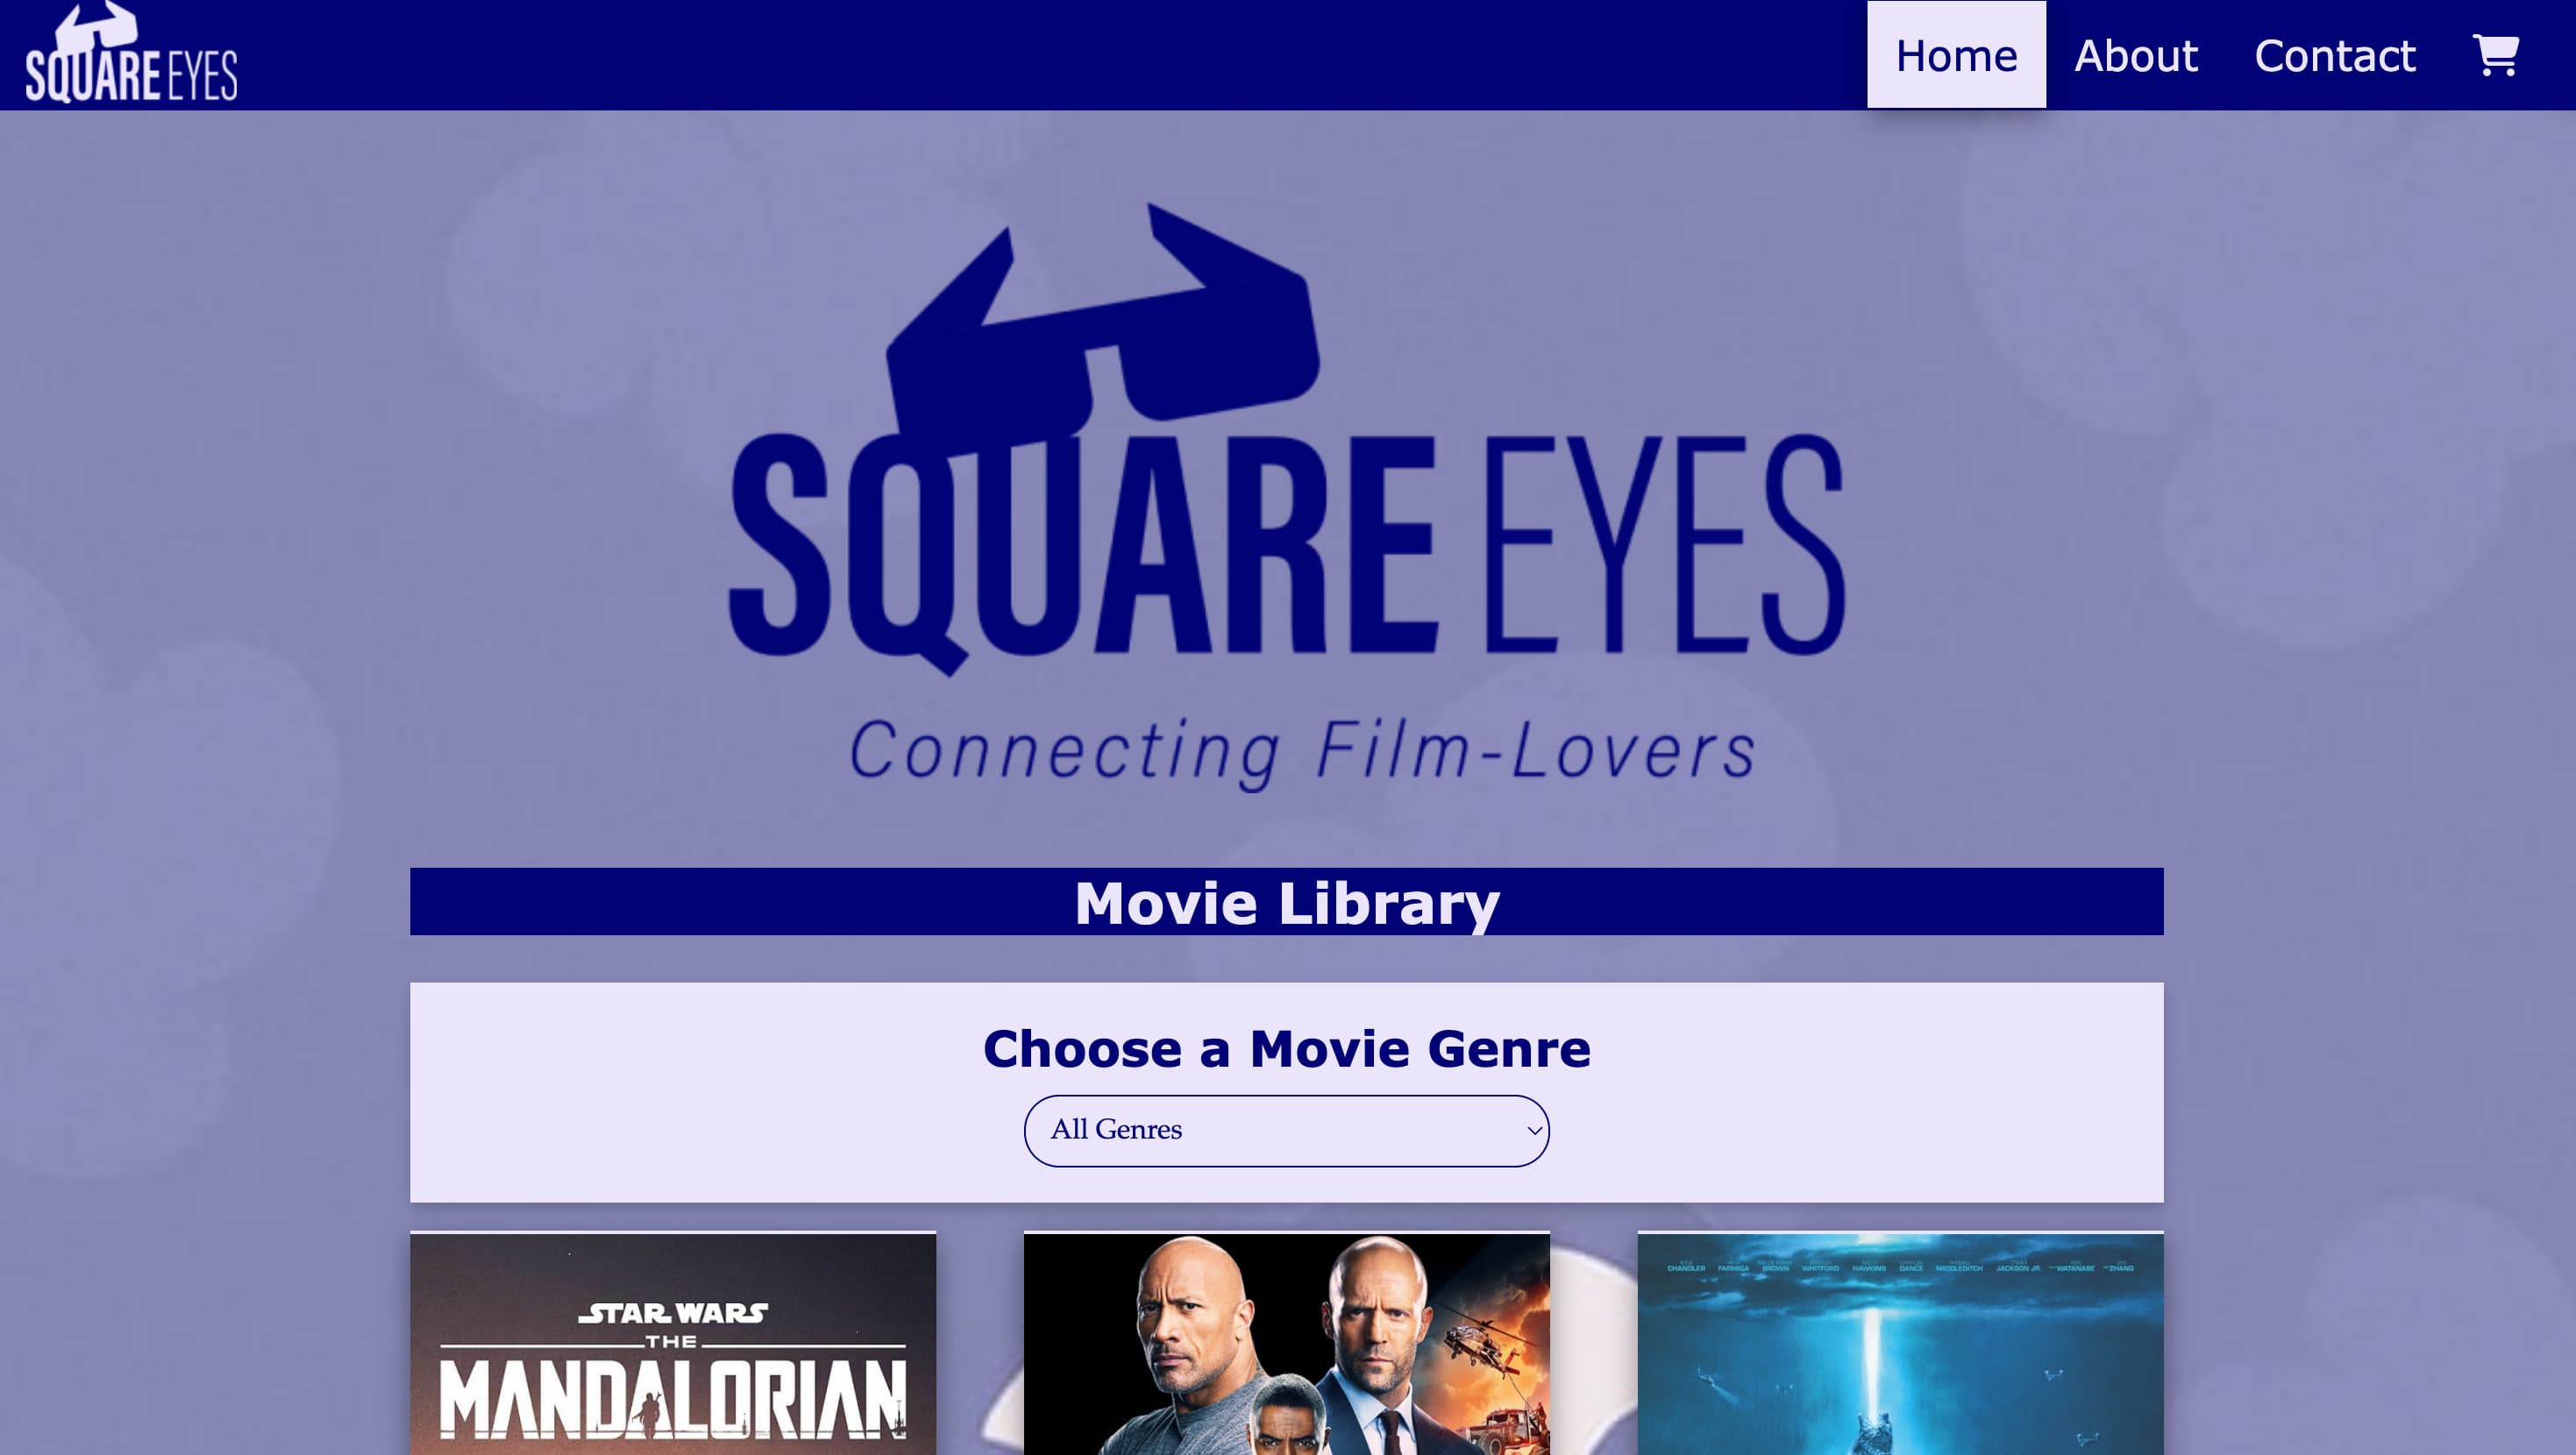 SQUARE EYES
Home
About
Contact
SQUARE EYES
Connecting Film-Lovers
Movie Library
Choose a Movie Genre
All Genres
STAR WARS
THE
MANDALORIAN
CHANDLER FARMIGA BROWN WHITFORD HAWKINS DANCE MIDDLEDITCH JACKSON JR. WATANABE ZHANG